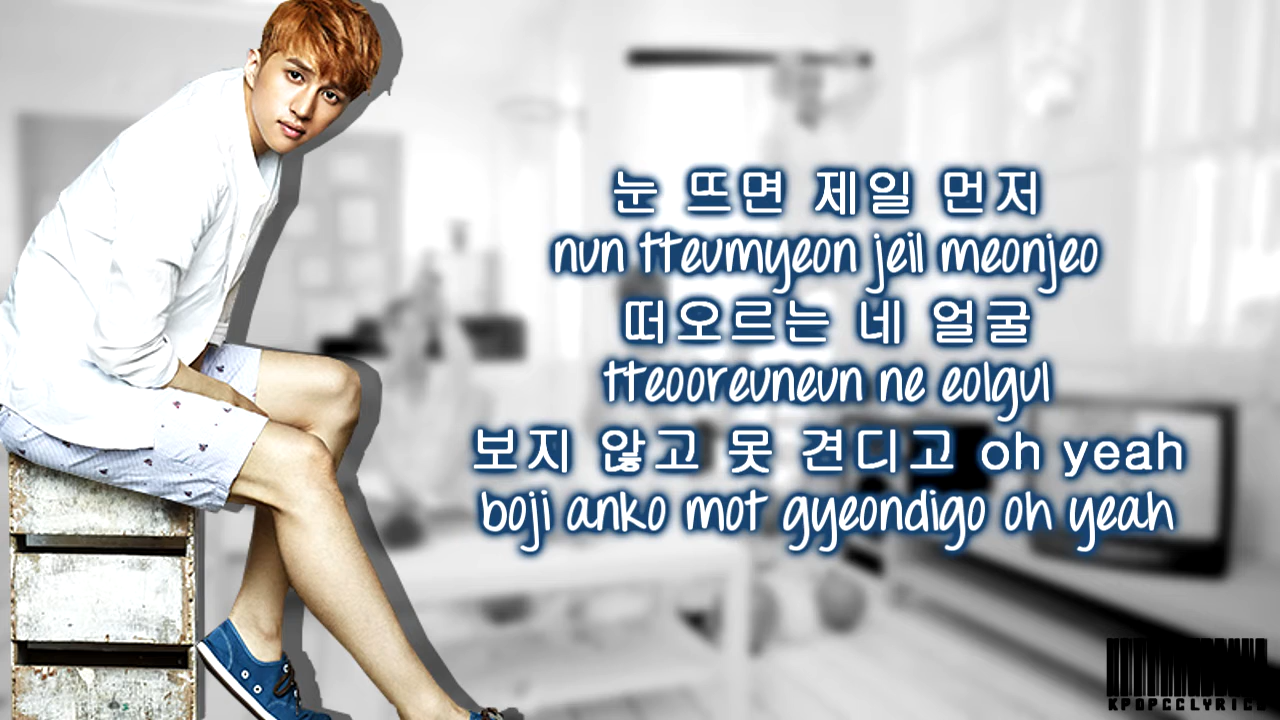 눈 뜨면 제일 먼저
nun tteumyeon jeil meonjeo
떠오르는 네 얼굴
tteooreuneun ne eolgul
보지 않고 못 견디고 oh yeah
boji anko mot gyeondigo oh yeah
KPOPCCLYRICS